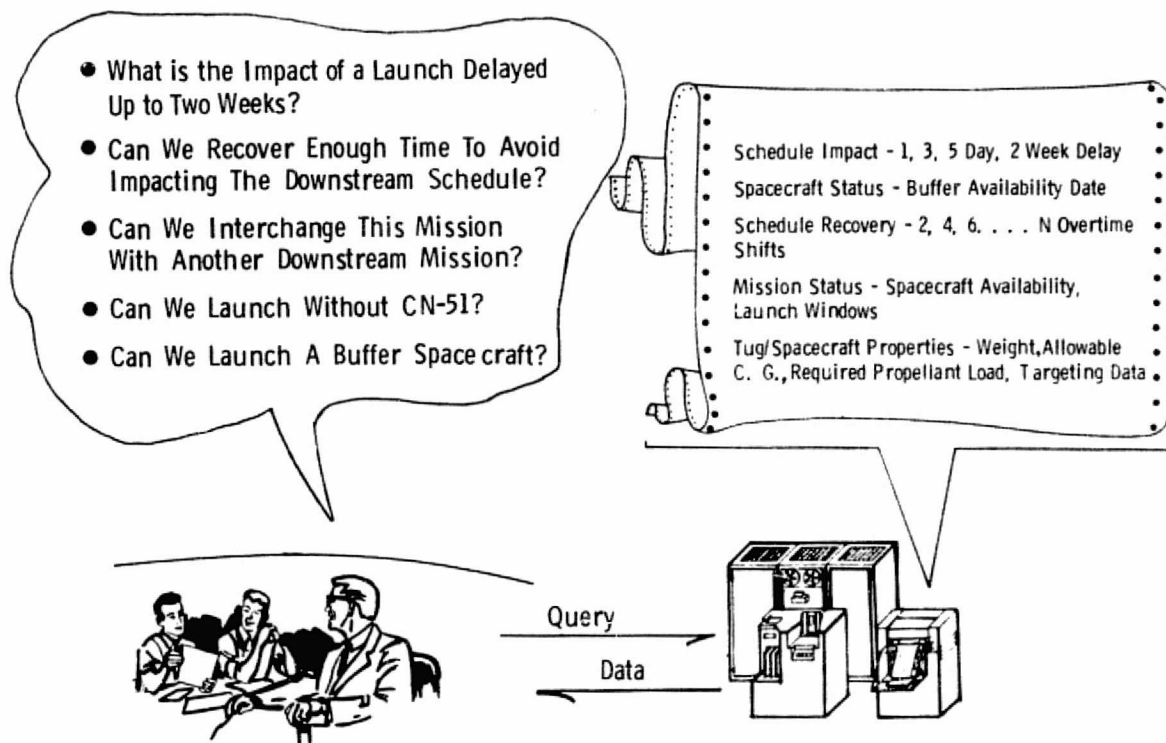 ● What is the Impact of a Launch Delayed
Up to Two Weeks?
● Can We Recover Enough Time To Avoid
Impacting The Downstream Schedule?
● Can We Interchange This Mission
With Another Downstream Mission?
● Can We Launch Without CN-51?
● Can We Launch A Buffer Spacecraft?
Schedule Impact - 1, 3, 5 Day, 2 Week Delay
Spacecraft Status - Buffer Availability Date
Schedule Recovery - 2, 4, 6. . . . N Overtime
Shifts
Mission Status - Spacecraft Availability,
Launch Windows
Tug/Spacecraft Properties - Weight, Allowable
C. G., Required Propellant Load, Targeting Data
Query
Data